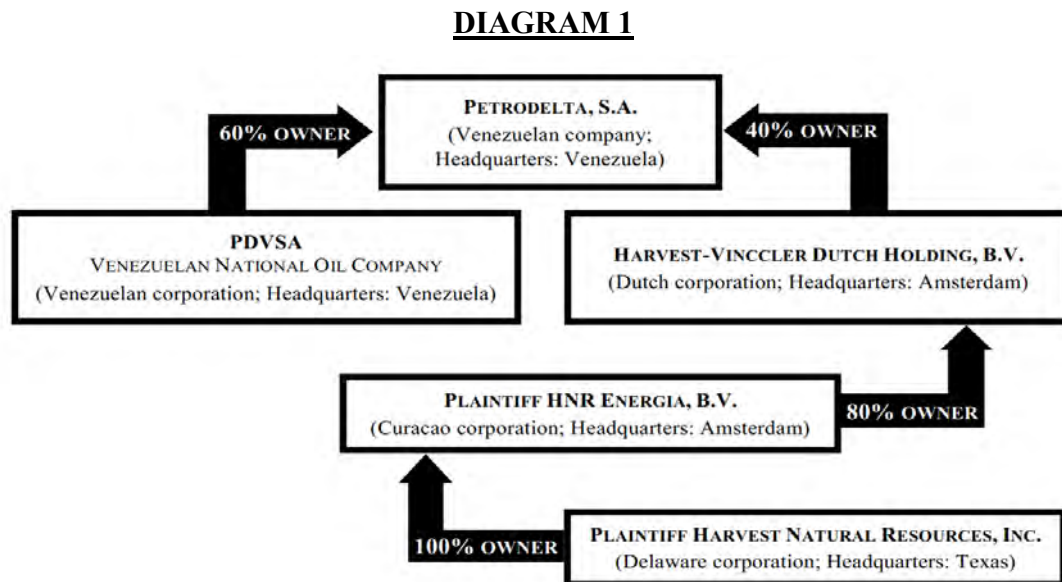 DIAGRAM 1
PETRODELTA, S.A.
(Venezuelan company;
Headquarters: Venezuela)
60% OWNER
40% OWNER
PDVSA
VENEZUELAN NATIONAL OIL COMPANY
(Venezuelan corporation; Headquarters: Venezuela)
HARVEST-VINCCLER DUTCH HOLDING, B.V.
(Dutch corporation; Headquarters: Amsterdam)
PLAINTIFF HNR ENERGIA, B.V.
(Curacao corporation; Headquarters: Amsterdam)
80% OWNER
100% OWNER
PLAINTIFF HARVEST NATURAL RESOURCES, INC.
(Delaware corporation; Headquarters: Texas)